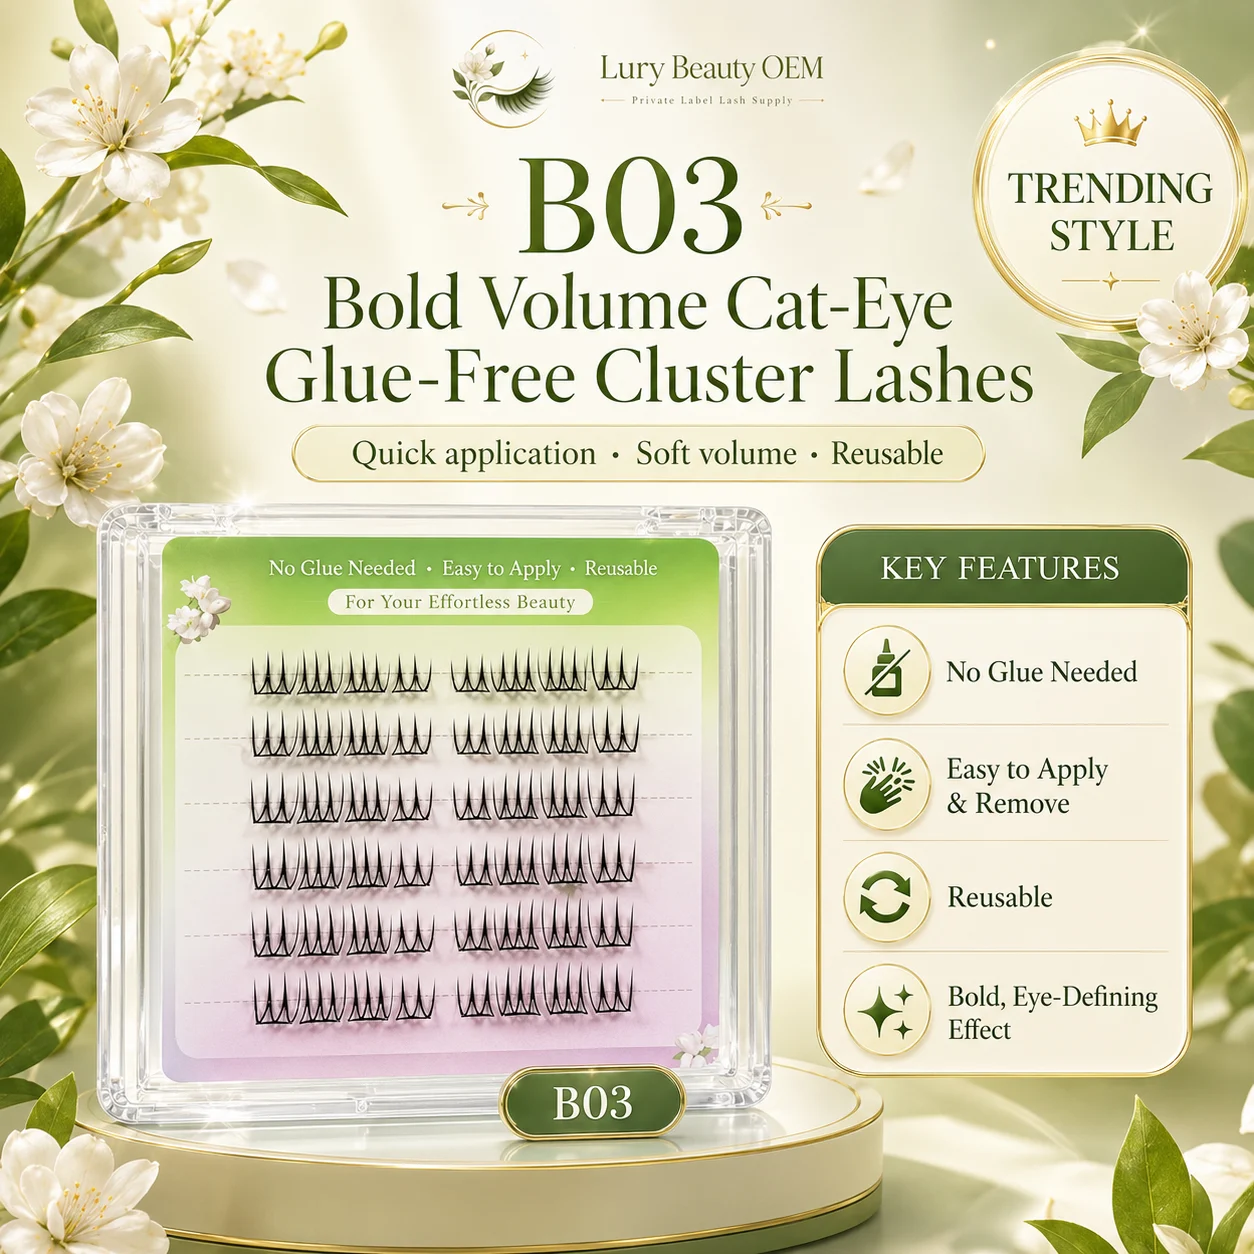 Lury Beauty OEM
Private Label Lash Supply
B03
Bold Volume Cat-Eye
Glue-Free Cluster Lashes
Quick application • Soft volume • Reusable
TRENDING
STYLE
No Glue Needed • Easy to Apply • Reusable
For Your Effortless Beauty
B03
KEY FEATURES
No Glue Needed
Easy to Apply
& Remove
Reusable
Bold, Eye-Defining
Effect